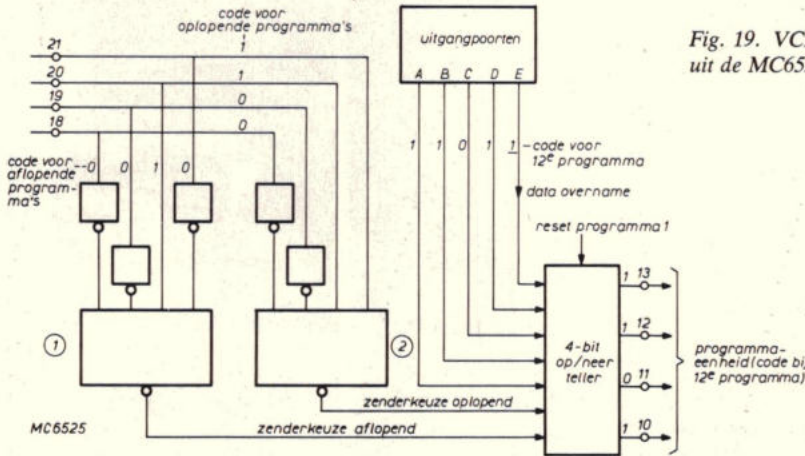 code voor
oplopende programma's
21
1
20
1
19
0
18
0
code voor
aflopende
program-
ma's
0 0 1 0
1
2
MC6525
zenderkeuze oplopend
zenderkeuze aflopend
uitgangpoorten
A B C D E
1 1 0 1 1
code voor
12e programma
data overname
reset programma 1
4-bit
op/neer
teller
1 13
1 12
0 11
1 10
programma-
eenheid (code bij
12e programma)
Fig. 19. VC
uit de MC65